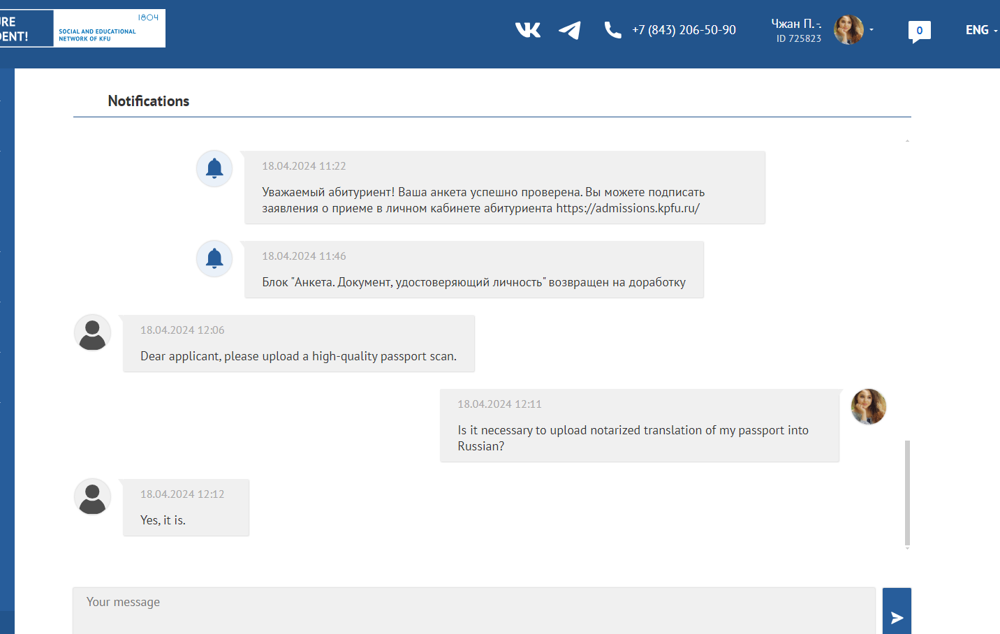 URE
DENT!
1804
SOCIAL AND EDUCATIONAL
NETWORK OF KFU
+7 (843) 206-50-90
Чжан П. -.
ID 725823
0
ENG
Notifications
18.04.2024 11:22
Уважаемый абитуриент! Ваша анкета успешно проверена. Вы можете подписать
заявления о приеме в личном кабинете абитуриента https://admissions.kpfu.ru/
18.04.2024 11:46
Блок "Анкета. Документ, удостоверяющий личность" возвращен на доработку
18.04.2024 12:06
Dear applicant, please upload a high-quality passport scan.
18.04.2024 12:11
Is it necessary to upload notarized translation of my passport into
Russian?
18.04.2024 12:12
Yes, it is.
Your message